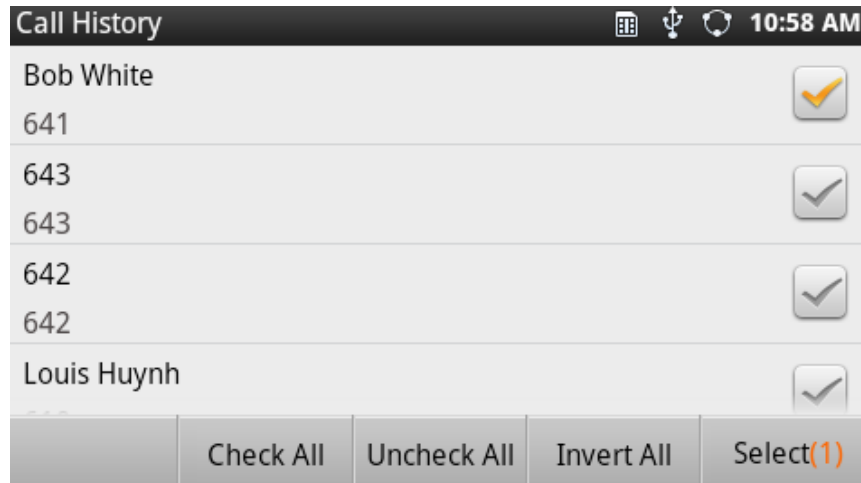 Call History 10:58 AM
Bob White
641
643
643
642
642
Louis Huynh
Check All Uncheck All Invert All Select(1)